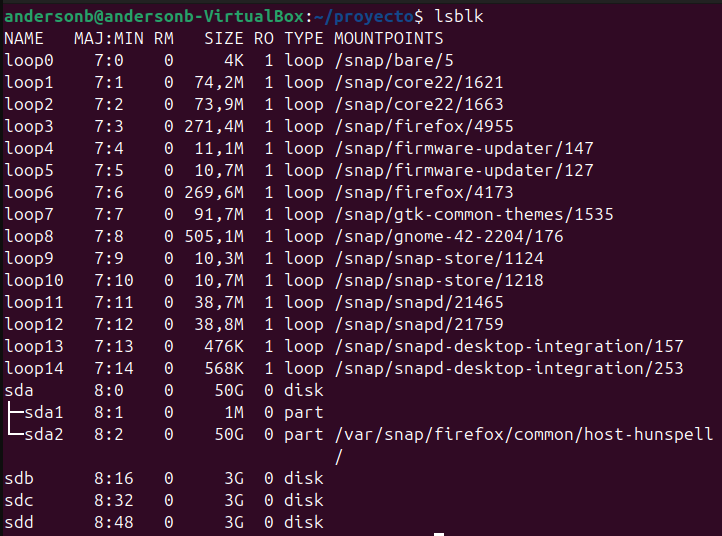 andersonb@andersonb-VirtualBox:~/proyecto$ lsblk
NAME   MAJ:MIN RM   SIZE RO TYPE MOUNTPOINTS
loop0    7:0    0     4K  1 loop /snap/bare/5
loop1    7:1    0  74,2M  1 loop /snap/core22/1621
loop2    7:2    0  73,9M  1 loop /snap/core22/1663
loop3    7:3    0 271,4M  1 loop /snap/firefox/4955
loop4    7:4    0  11,1M  1 loop /snap/firmware-updater/147
loop5    7:5    0  10,7M  1 loop /snap/firmware-updater/127
loop6    7:6    0 269,6M  1 loop /snap/firefox/4173
loop7    7:7    0  91,7M  1 loop /snap/gtk-common-themes/1535
loop8    7:8    0 505,1M  1 loop /snap/gnome-42-2204/176
loop9    7:9    0  10,3M  1 loop /snap/snap-store/1124
loop10   7:10   0  10,7M  1 loop /snap/snap-store/1218
loop11   7:11   0  38,7M  1 loop /snap/snapd/21465
loop12   7:12   0  38,8M  1 loop /snap/snapd/21759
loop13   7:13   0   476K  1 loop /snap/snapd-desktop-integration/157
loop14   7:14   0   568K  1 loop /snap/snapd-desktop-integration/253
sda      8:0    0    50G  0 disk
├─sda1   8:1    0     1M  0 part
└─sda2   8:2    0    50G  0 part /var/snap/firefox/common/host-hunspell
                                 /
sdb      8:16   0     3G  0 disk
sdc      8:32   0     3G  0 disk
sdd      8:48   0     3G  0 disk